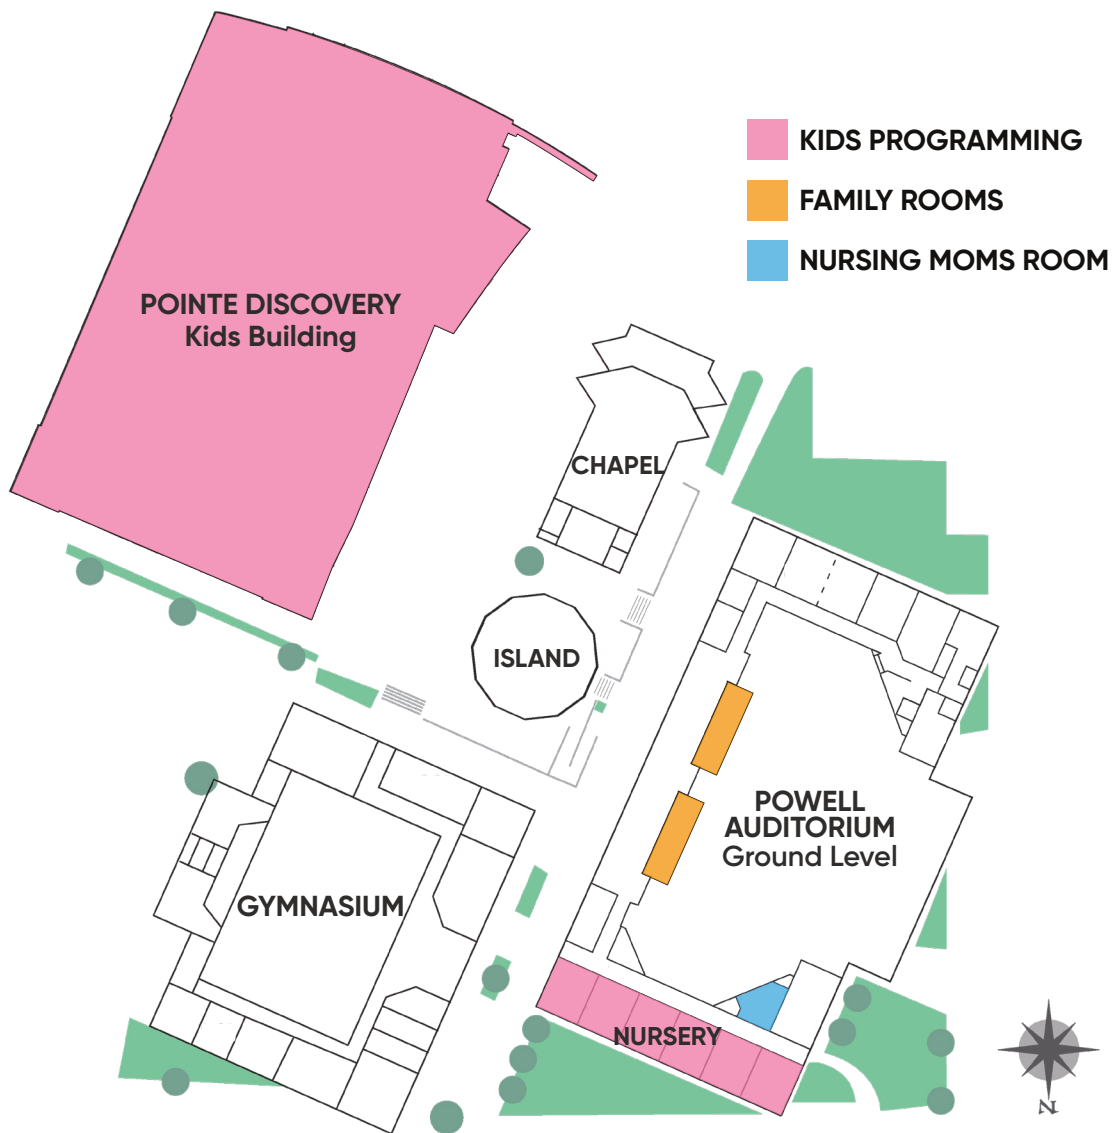 KIDS PROGRAMMING
FAMILY ROOMS
NURSING MOMS ROOM
POINTE DISCOVERY
Kids Building
CHAPEL
ISLAND
POWELL
AUDITORIUM
Ground Level
GYMNASIUM
NURSERY
N